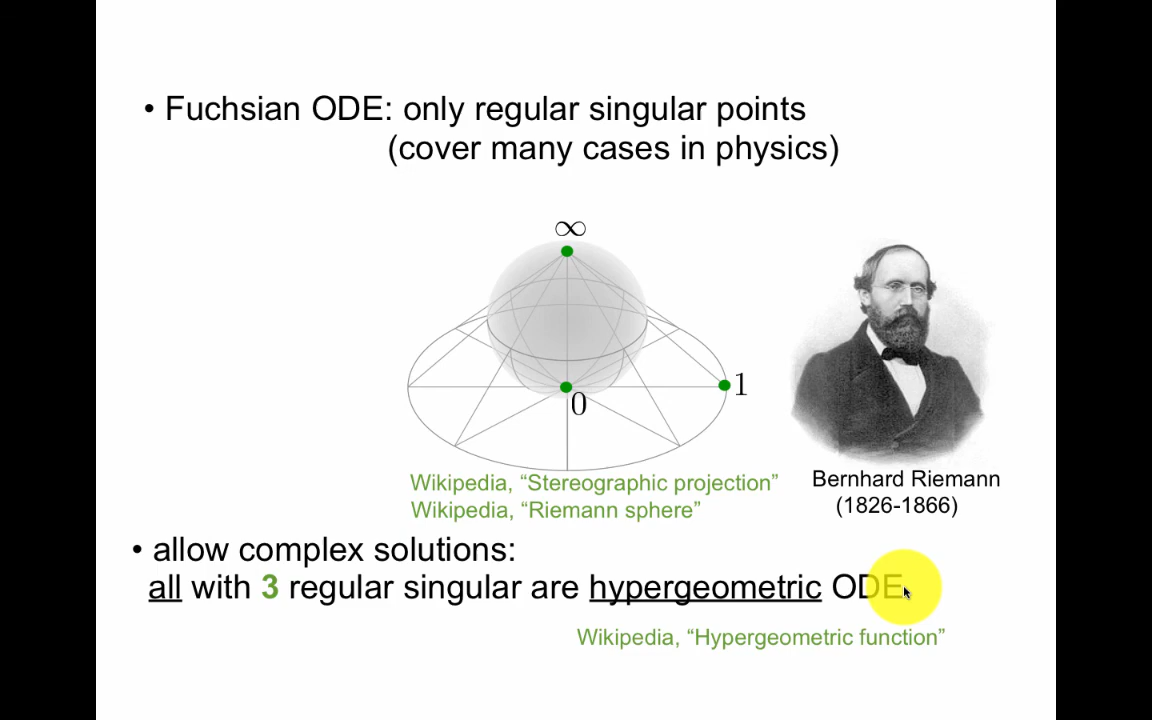 • Fuchsian ODE: only regular singular points
(cover many cases in physics)
∞
0
1
Wikipedia, “Stereographic projection”
Wikipedia, “Riemann sphere”
Bernhard Riemann
(1826-1866)
• allow complex solutions:
all with 3 regular singular are hypergeometric ODE
Wikipedia, “Hypergeometric function”